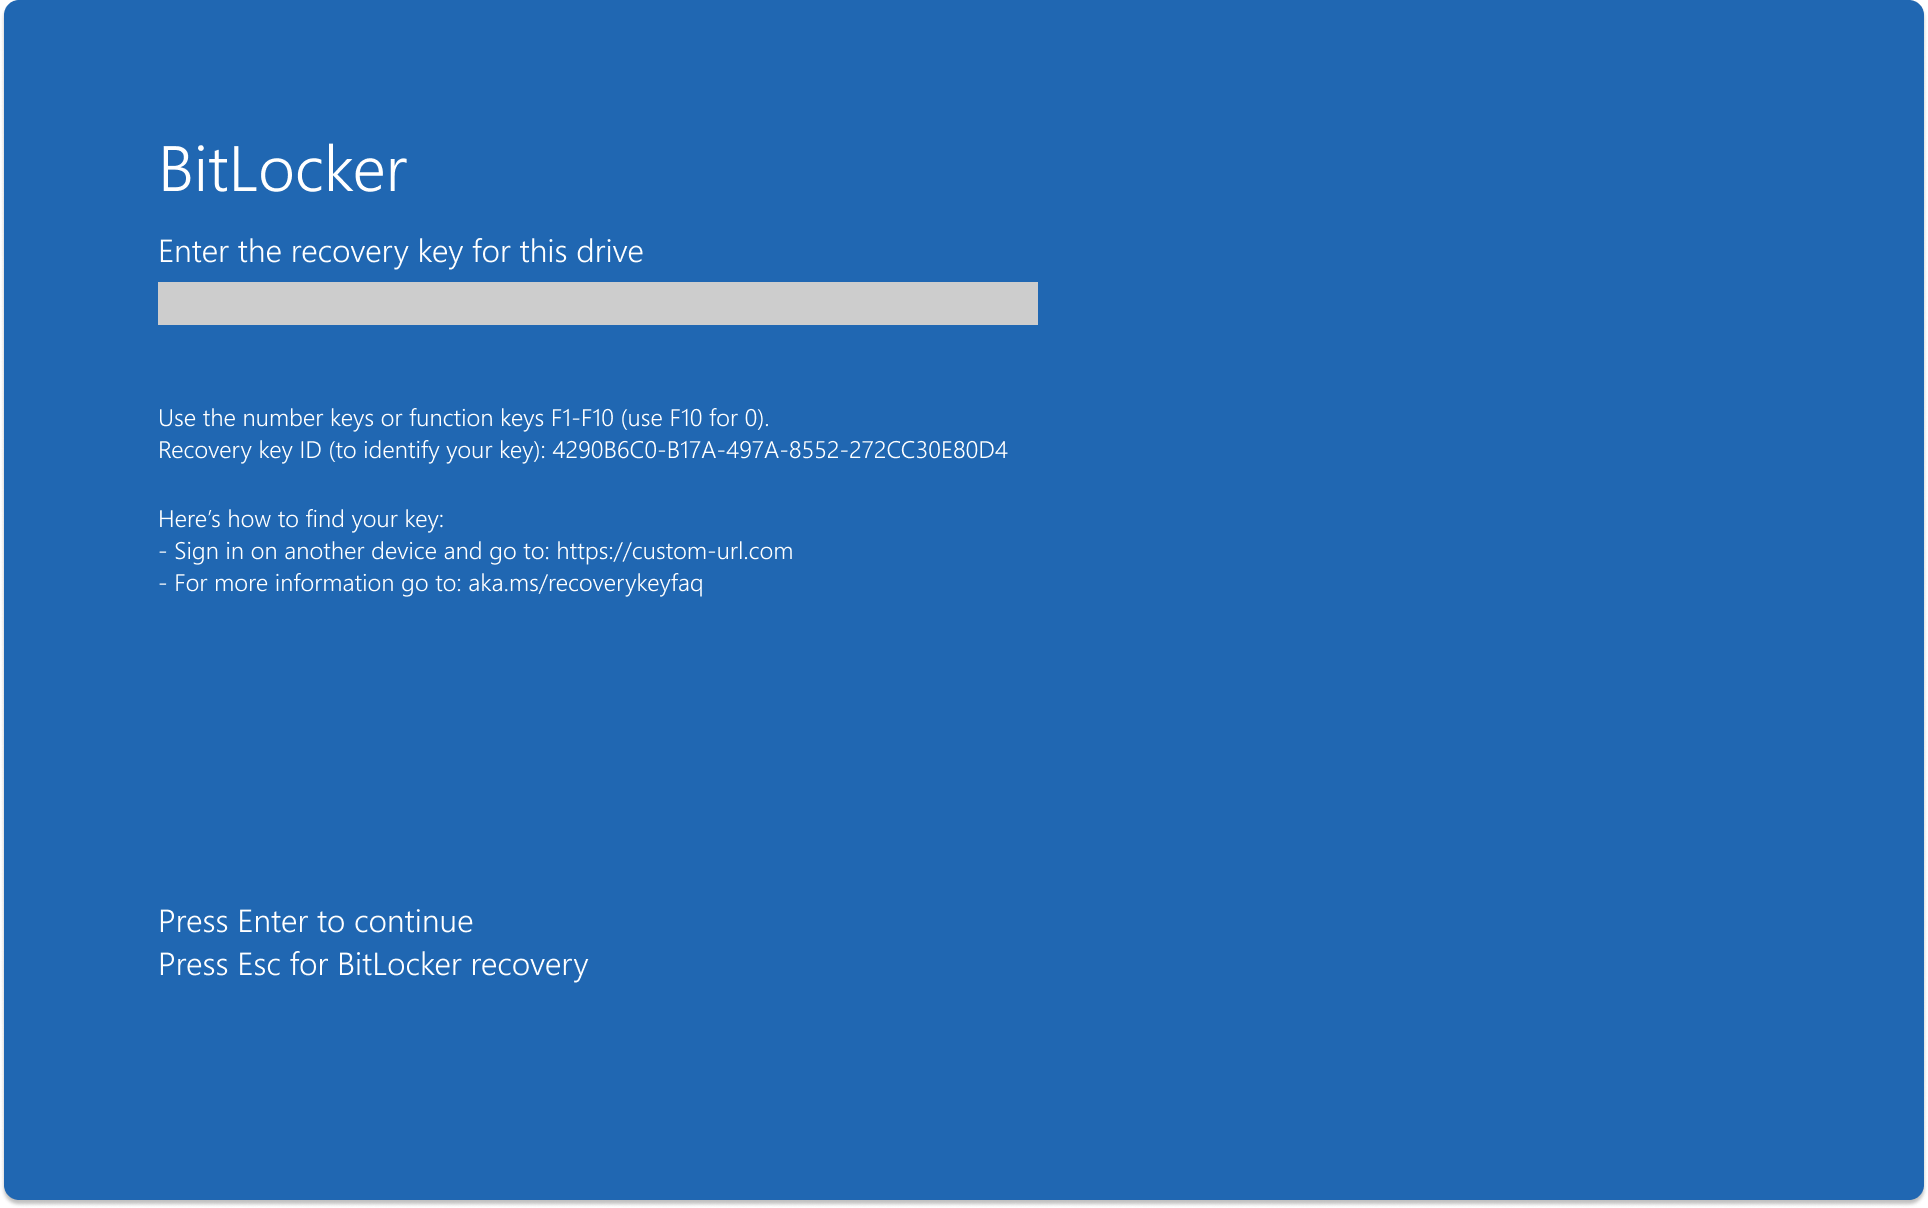 BitLocker
Enter the recovery key for this drive
Use the number keys or function keys F1-F10 (use F10 for 0).
Recovery key ID (to identify your key): 4290B6C0-B17A-497A-8552-272CC30E80D4
Here’s how to find your key:
- Sign in on another device and go to: https://custom-url.com
- For more information go to: aka.ms/recoverykeyfaq
Press Enter to continue
Press Esc for BitLocker recovery